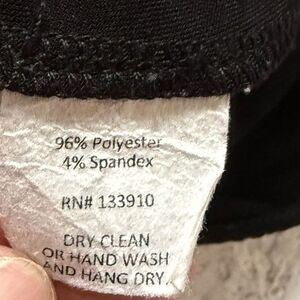 96% Polyester
4% Spandex
RN# 133910
DRY CLEAN
OR HAND WASH
AND HANG DRY